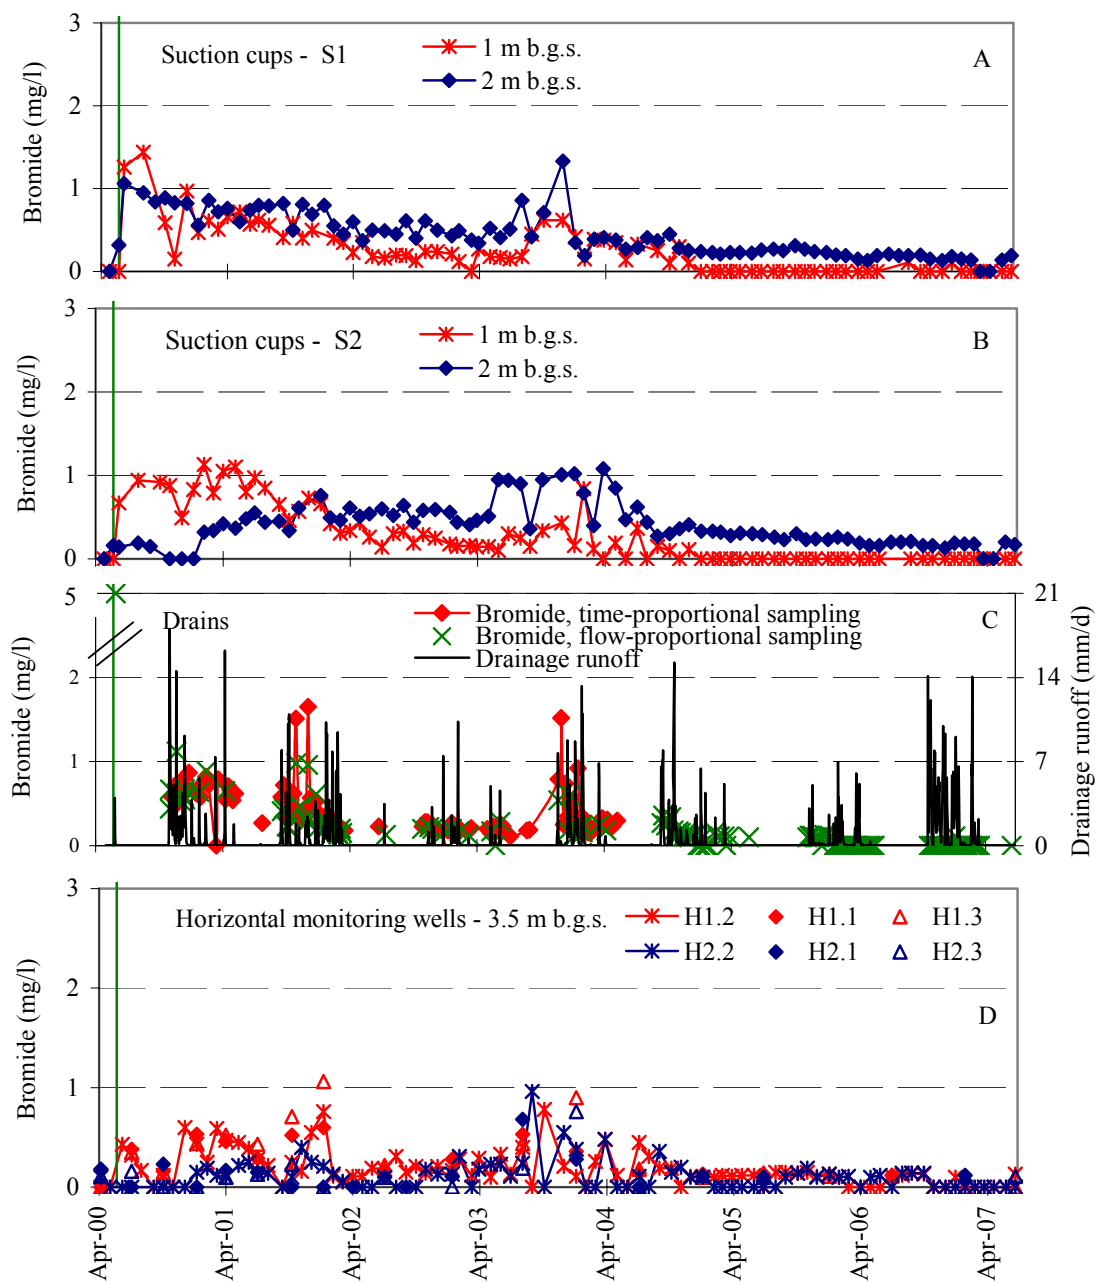 3
2
1
0
Bromide (mg/l)
Suction cups - S1
1 m b.g.s.
2 m b.g.s.
A
3
2
1
0
Bromide (mg/l)
Suction cups - S2
1 m b.g.s.
2 m b.g.s.
B
5
2
1
0
Bromide (mg/l)
Drains
Bromide, time-proportional sampling
Bromide, flow-proportional sampling
Drainage runoff
C
21
14
7
0
Drainage runoff (mm/d)
3
2
1
0
Bromide (mg/l)
Horizontal monitoring wells - 3.5 m b.g.s.
H1.2 H1.1 H1.3
H2.2 H2.1 H2.3
D
Apr-00 Apr-01 Apr-02 Apr-03 Apr-04 Apr-05 Apr-06 Apr-07